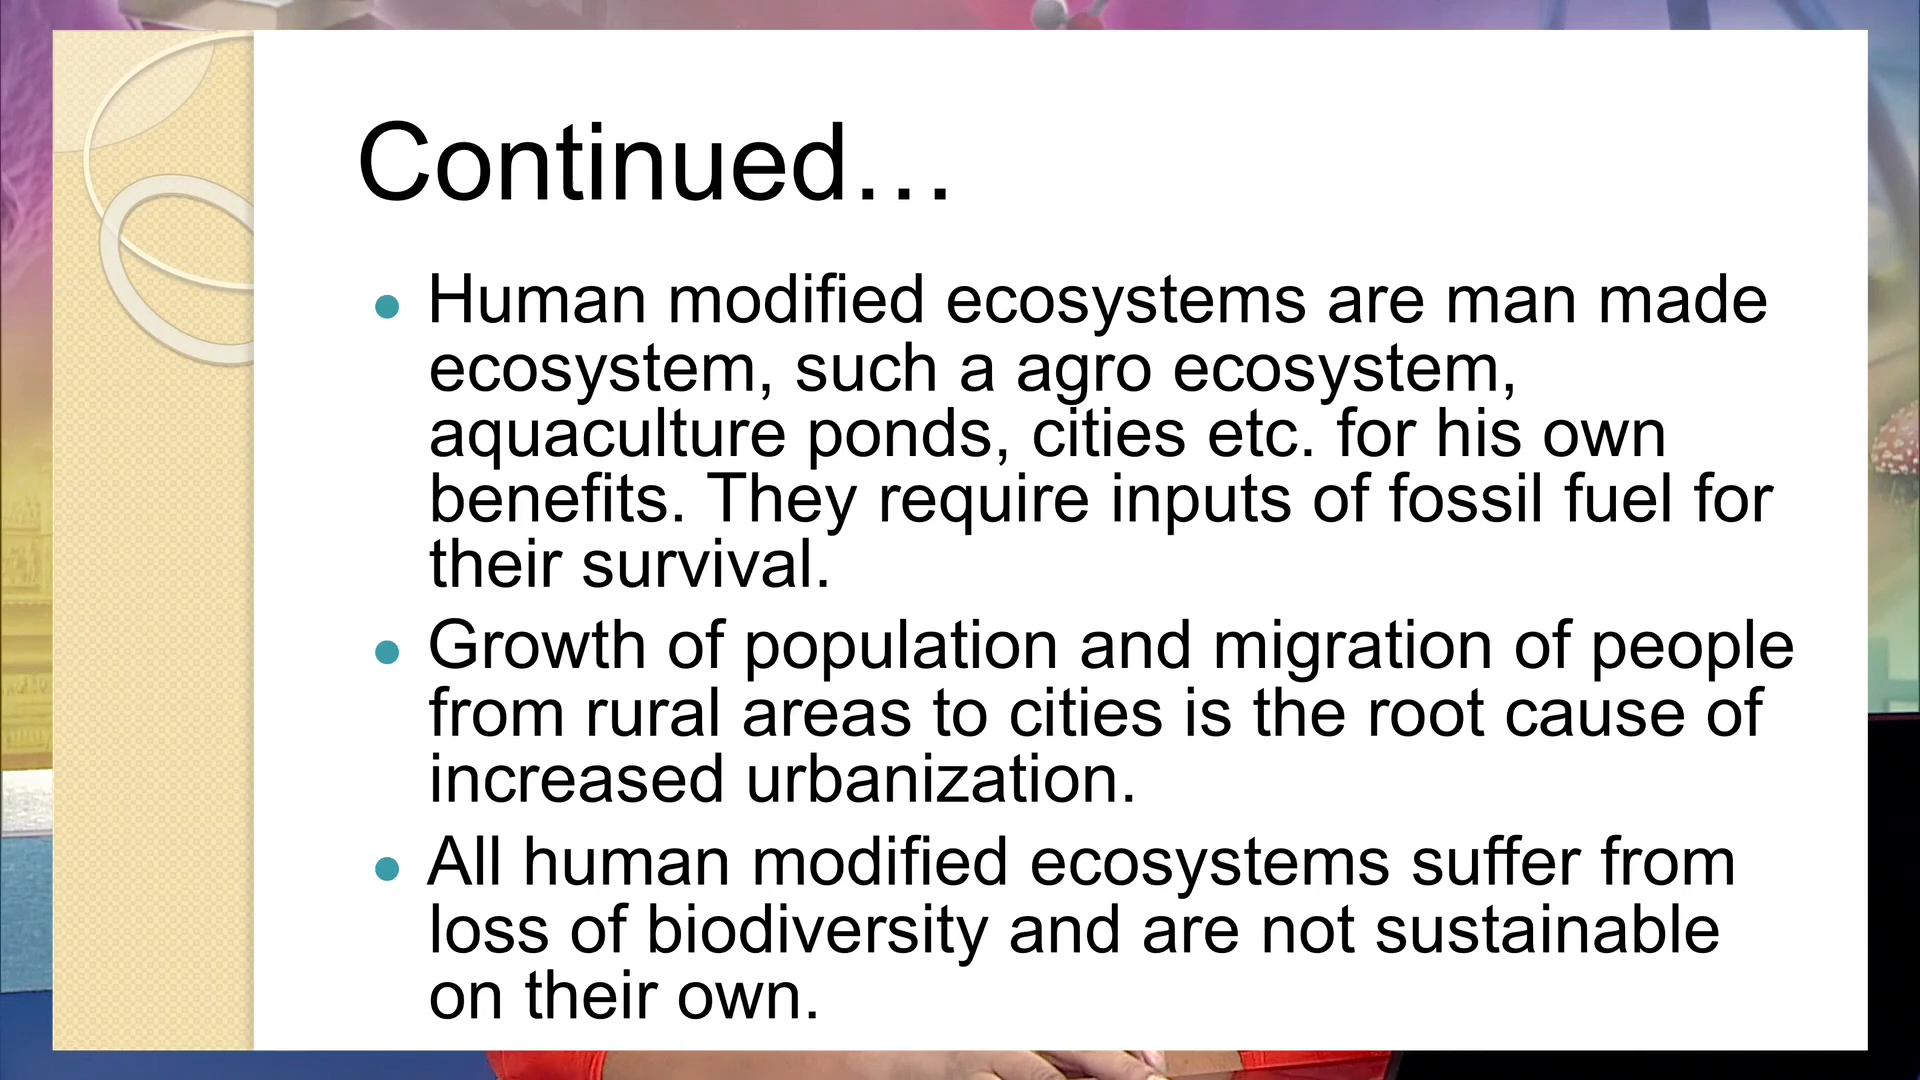 Continued…
Human modified ecosystems are man made
ecosystem, such a agro ecosystem,
aquaculture ponds, cities etc. for his own
benefits. They require inputs of fossil fuel for
their survival.
Growth of population and migration of people
from rural areas to cities is the root cause of
increased urbanization.
All human modified ecosystems suffer from
loss of biodiversity and are not sustainable
on their own.